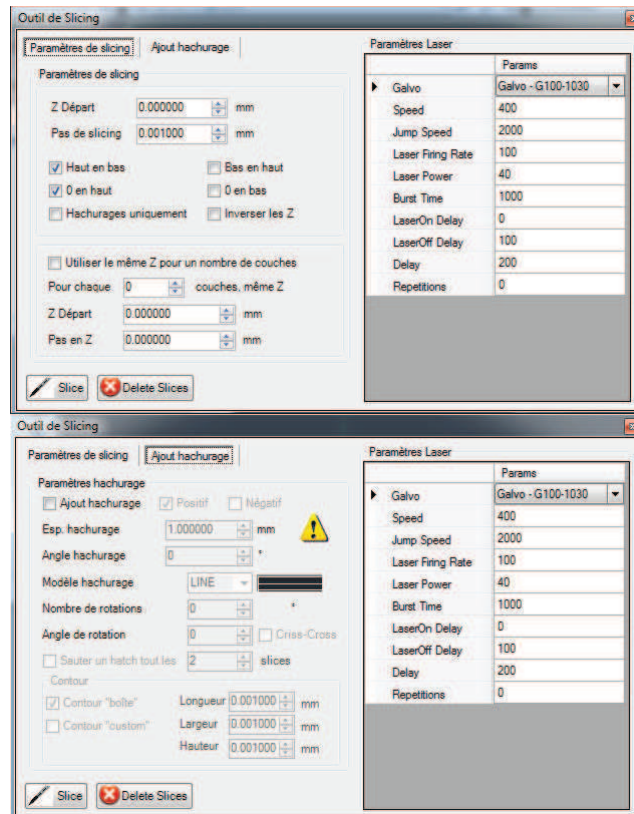 Outil de Slicing
Paramètres de slicing Ajout hachurage
Paramètres de slicing
Z Départ 0.000000 mm
Pas de slicing 0.001000 mm
Haut en bas Bas en haut
0 en haut 0 en bas
Hachurages uniquement Inverser les Z
Utiliser le même Z pour un nombre de couches
Pour chaque 0 couches, même Z
Z Départ 0.000000 mm
Pas en Z 0.000000 mm
Slice Delete Slices
Paramètres Laser
Params
Galvo Galvo - G100-1030
Speed 400
Jump Speed 2000
Laser Firing Rate 100
Laser Power 40
Burst Time 1000
LaserOn Delay 0
LaserOff Delay 100
Delay 200
Repetitions 0
Outil de Slicing
Paramètres de slicing Ajout hachurage
Paramètres hachurage
Ajout hachurage Positif Négatif
Esp. hachurage 1.000000 mm
Angle hachurage 0 °
Modèle hachurage LINE
Nombre de rotations 0 °
Angle de rotation 0 Criss-Cross
Sauter un hatch tout les 2 slices
Contour
Contour "boîte" Longueur 0.001000 mm
Contour "custom" Largeur 0.001000 mm
Hauteur 0.001000 mm
Slice Delete Slices
Paramètres Laser
Params
Galvo Galvo - G100-1030
Speed 400
Jump Speed 2000
Laser Firing Rate 100
Laser Power 40
Burst Time 1000
LaserOn Delay 0
LaserOff Delay 100
Delay 200
Repetitions 0